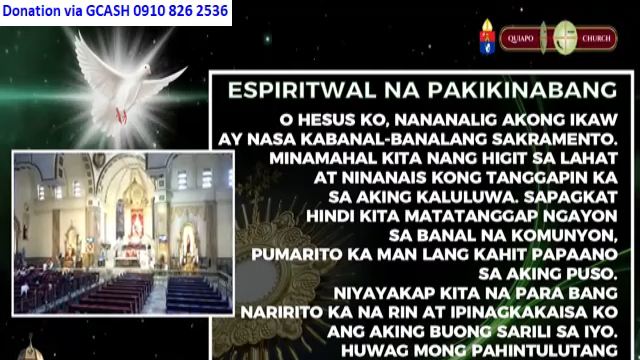 Donation via GCASH 0910 826 2536
QUIAPO CHURCH
ESPIRITWAL NA PAKIKINABANG
O HESUS KO, NANANALIG AKONG IKAW
AY NASA KABANAL-BANALANG SAKRAMENTO.
MINAMAHAL KITA NANG HIGIT SA LAHAT
AT NINANAIS KONG TANGGAPIN KA
SA AKING KALULUWA. SAPAGKAT
HINDI KITA MATATANGGAP NGAYON
SA BANAL NA KOMUNYON,
PUMARITO KA MAN LANG KAHIT PAPAANO
SA AKING PUSO.
NIYAYAKAP KITA NA PARA BANG
NARIRITO KA NA RIN AT IPINAGKAKAISA KO
ANG AKING BUONG SARILI SA IYO.
HUWAG MONG PAHINTULUTANG